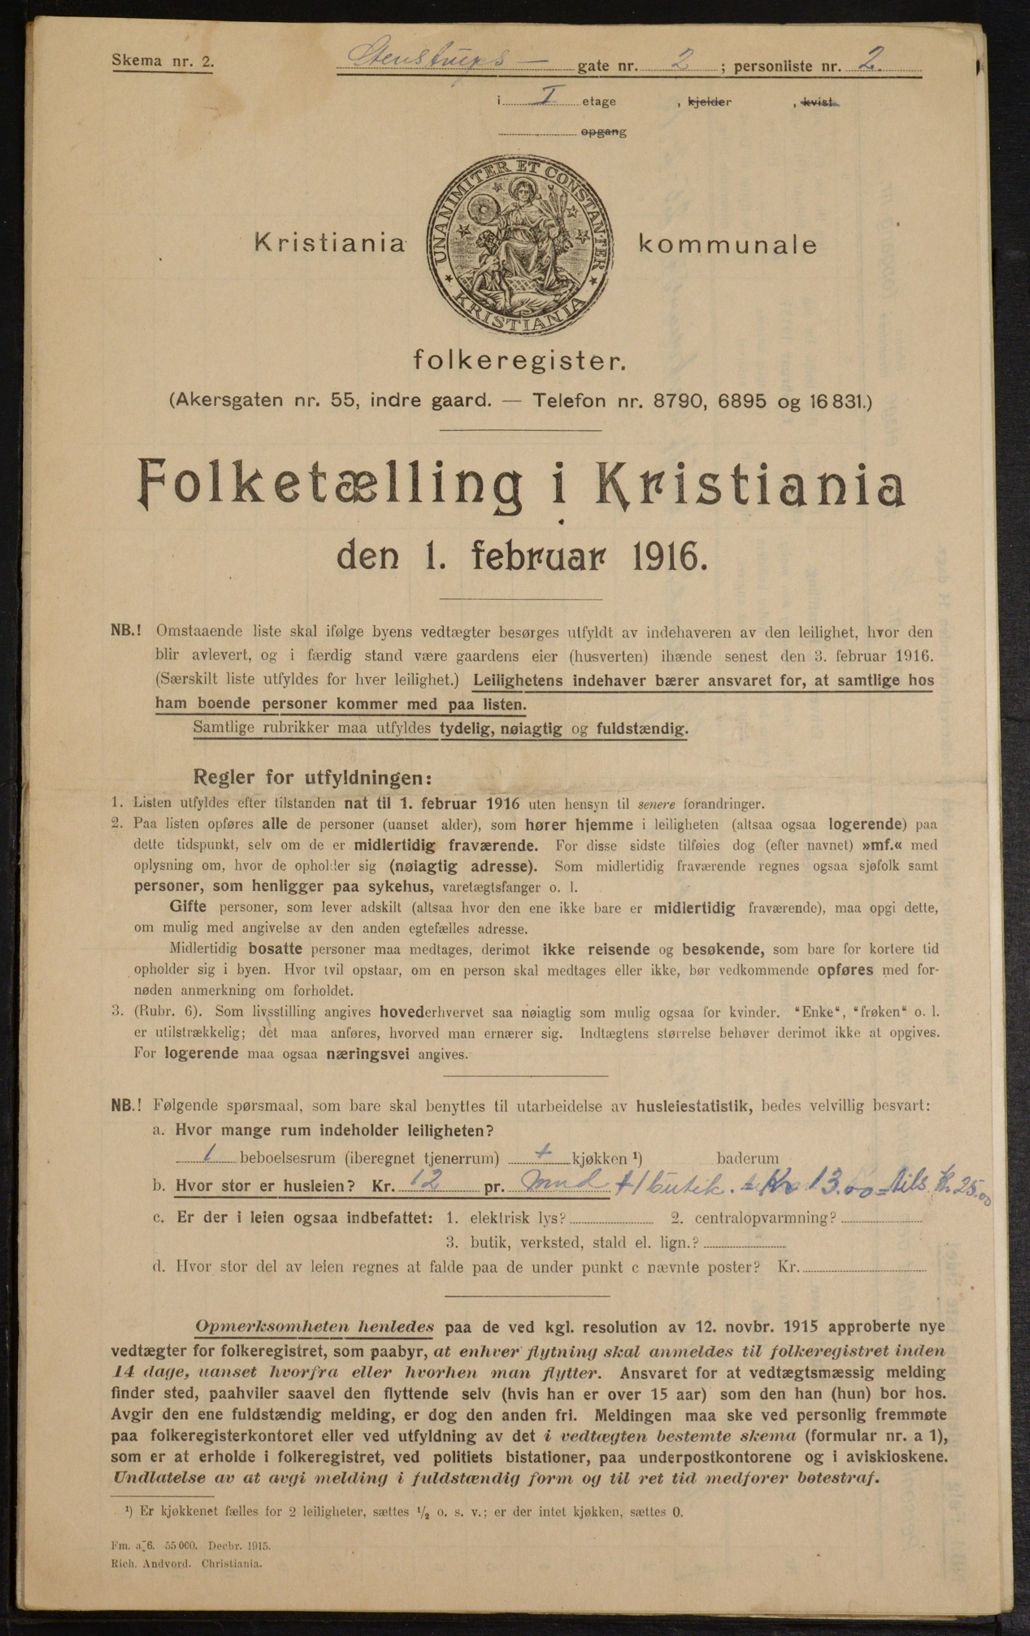 Skema nr. 2. Stenstrups – gate nr. 2 ; personliste nr. 2.
i I etage , kjelder , kvist
opgang
UNANIMITER ET CONSTANTER
KRISTIANIA
Kristiania kommunale
folkeregister.
(Akersgaten nr. 55, indre gaard. — Telefon nr. 8790, 6895 og 16 831.)
Folketælling i Kristiania
den 1. februar 1916.
NB.! Omstaaende liste skal ifølge byens vedtægter besørges utfyldt av indehaveren av den leilighet, hvor den
blir avlevert, og i færdig stand være gaardens eier (husverten) ihænde senest den 3. februar 1916.
(Særskilt liste utfyldes for hver leilighet.) Leilighetens indehaver bærer ansvaret for, at samtlige hos
ham boende personer kommer med paa listen.
Samtlige rubrikker maa utfyldes tydelig, nøiagtig og fuldstændig.
Regler for utfyldningen:
1. Listen utfyldes efter tilstanden nat til 1. februar 1916 uten hensyn til senere forandringer.
2. Paa listen opføres alle de personer (uanset alder), som hører hjemme i leiligheten (altsaa ogsaa logerende) paa
dette tidspunkt, selv om de er midlertidig fraværende. For disse sidste tilføies dog (efter navnet) »mf.« med
oplysning om, hvor de opholder sig (nøiagtig adresse). Som midlertidig fraværende regnes ogsaa sjøfolk samt
personer, som henligger paa sykehus, varetægtsfanger o. l.
Gifte personer, som lever adskilt (altsaa hvor den ene ikke bare er midlertidig fraværende), maa opgi dette,
om mulig med angivelse av den anden egtefælles adresse.
Midlertidig bosatte personer maa medtages, derimot ikke reisende og besøkende, som bare for kortere tid
opholder sig i byen. Hvor tvil opstaar, om en person skal medtages eller ikke, bør vedkommende opføres med for-
nøden anmerkning om forholdet.
3. (Rubr. 6). Som livsstilling angives hovederhvervet saa nøiagtig som mulig ogsaa for kvinder. "Enke", "frøken" o. l.
er utilstrækkelig; det maa anføres, hvorved man ernærer sig. Indtægtens størrelse behøver derimot ikke at opgives.
For logerende maa ogsaa næringsvei angives.
NB.! Følgende spørsmaal, som bare skal benyttes til utarbeidelse av husleiestatistik, bedes velvillig besvart:
a. Hvor mange rum indeholder leiligheten?
1 beboelsesrum (iberegnet tjenerrum) + kjøkken ¹) baderum
b. Hvor stor er husleien? Kr. 12 pr. mnd + 1 butik. Kr 13.00 = tils Kr. 25.00
c. Er der i leien ogsaa indbefattet: 1. elektrisk lys? 2. centralopvarmning?
3. butik, verksted, stald el. lign.?
d. Hvor stor del av leien regnes at falde paa de under punkt c nævnte poster? Kr.
Opmerksomheten henledes paa de ved kgl. resolution av 12. novbr. 1915 approberte nye
vedtægter for folkeregistret, som paabyr, at enhver flytning skal anmeldes til folkeregistret inden
14 dage, uanset hvorfra eller hvorhen man flytter. Ansvaret for at vedtægtsmæssig melding
finder sted, paahviler saavel den flyttende selv (hvis han er over 15 aar) som den han (hun) bor hos.
Avgir den ene fuldstændig melding, er dog den anden fri. Meldingen maa ske ved personlig fremmøte
paa folkeregisterkontoret eller ved utfyldning av det i vedtægten bestemte skema (formular nr. a 1),
som er at erholde i folkeregistret, ved politiets bistationer, paa underpostkontorene og i aviskioskene.
Undlatelse av at avgi melding i fuldstændig form og til ret tid medfører bøtestraf.
¹) Er kjøkkenet fælles for 2 leiligheter, sættes ½ o. s. v.; er der intet kjøkken, sættes 0.
Fm. a 6. 55 000. Decbr. 1915.
Rich. Andvord. Christiania.